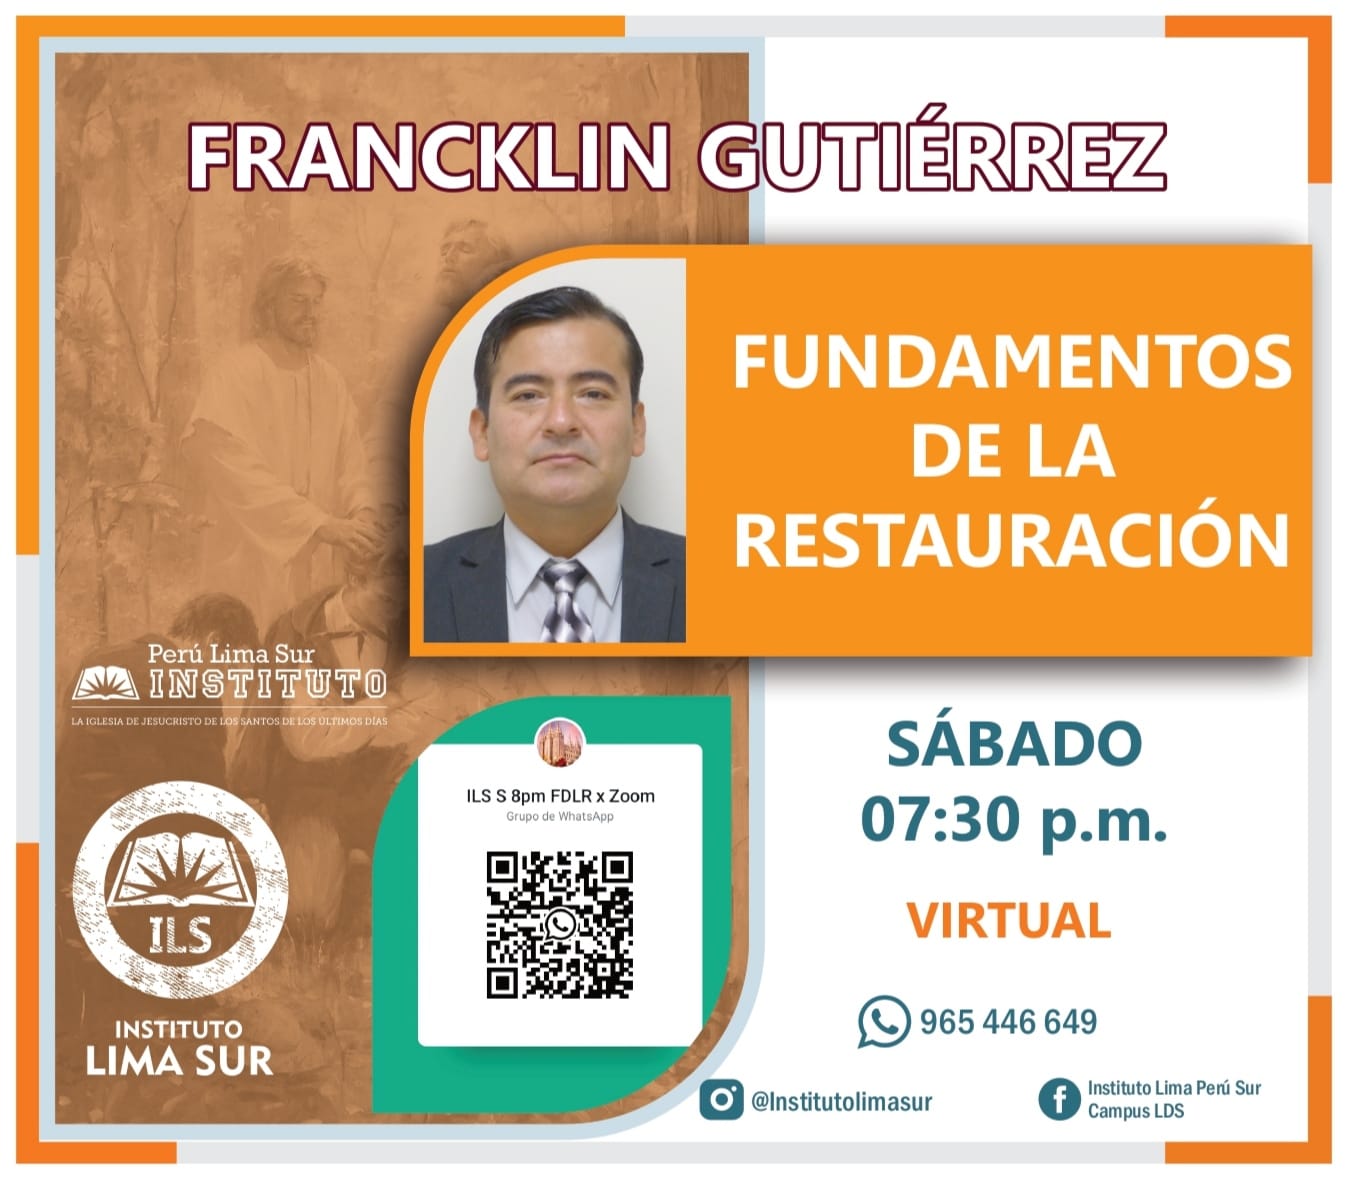 FRANCKLIN GUTIÉRREZ
FUNDAMENTOS
DE LA
RESTAURACIÓN
Perú Lima Sur
INSTITUTO
LA IGLESIA DE JESUCRISTO DE LOS SANTOS DE LOS ÚLTIMOS DÍAS
ILS
INSTITUTO
LIMA SUR
ILS S 8pm FDLR x Zoom
Grupo de WhatsApp
SÁBADO
07:30 p.m.
VIRTUAL
965 446 649
@Institutolimasur
Instituto Lima Perú Sur
Campus LDS